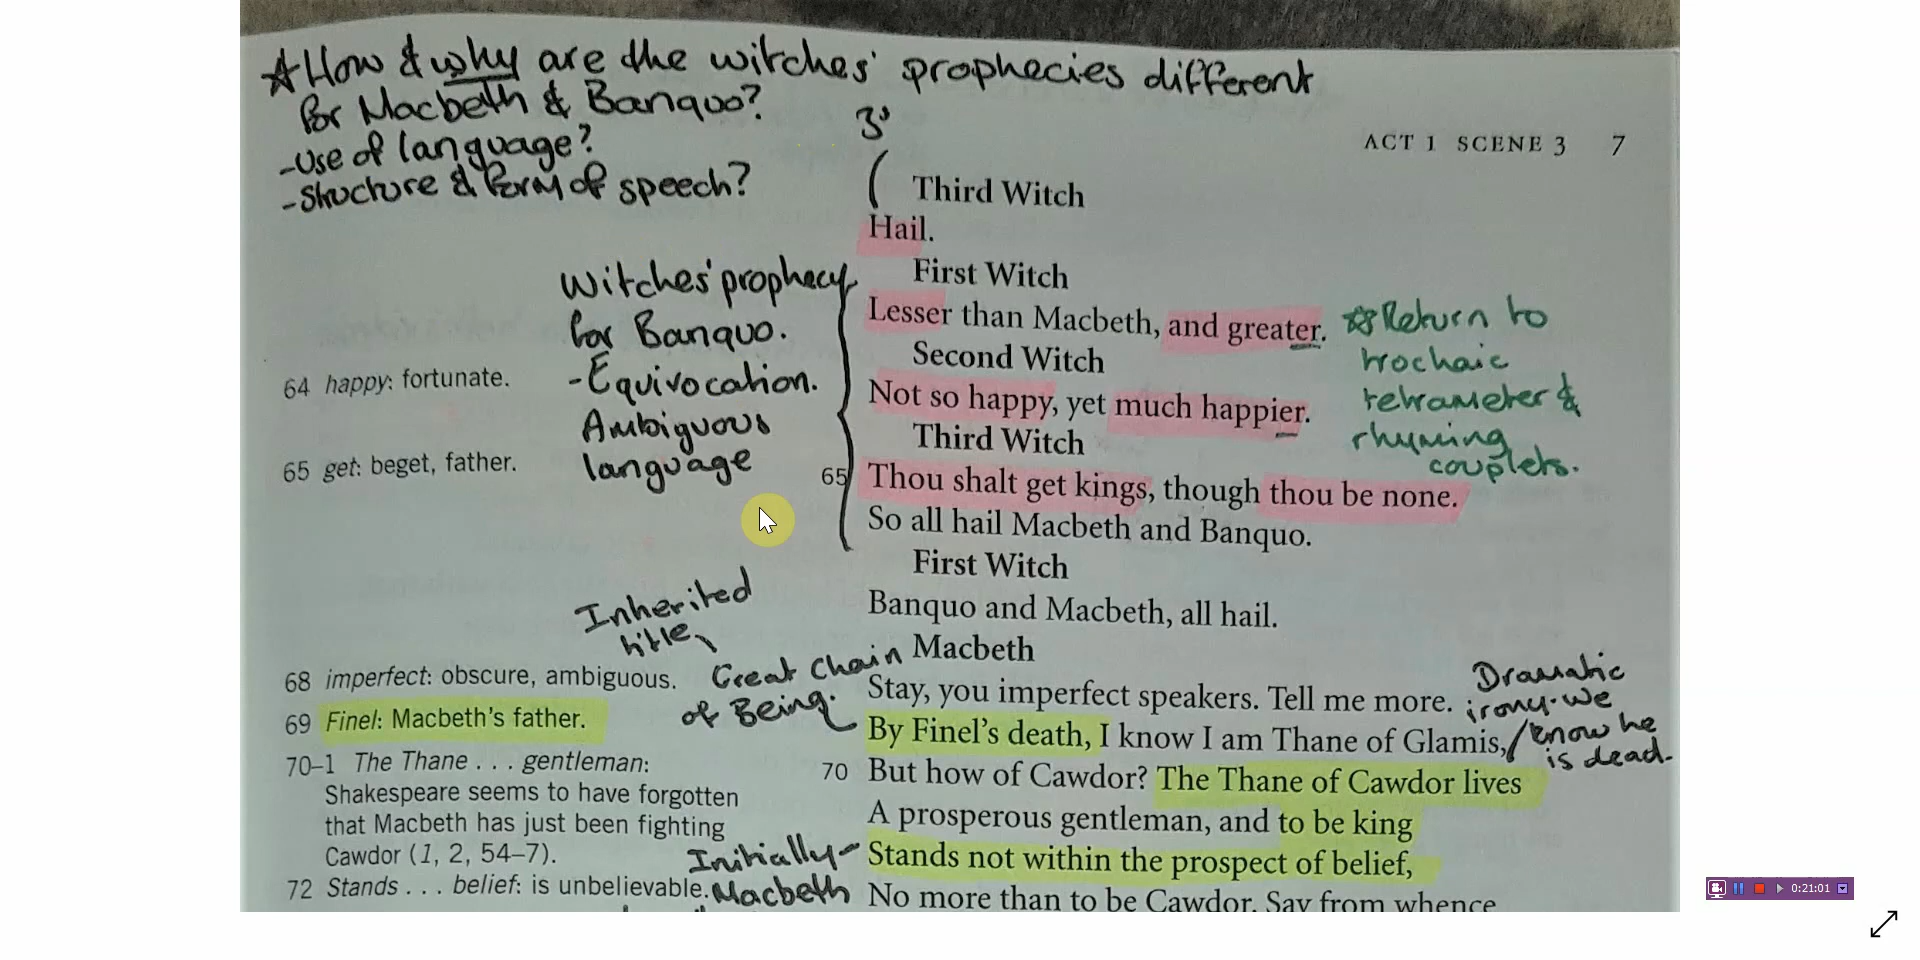 ☆How & why are the witches' prophecies different
for Macbeth & Banquo?
-Use of language?
-Structure & form of speech?
3'
ACT 1 SCENE 3 7
Third Witch
Hail.
First Witch
Lesser than Macbeth, and greater.
Second Witch
Not so happy, yet much happier.
Third Witch
65 Thou shalt get kings, though thou be none.
So all hail Macbeth and Banquo.
First Witch
Banquo and Macbeth, all hail.
Macbeth
Stay, you imperfect speakers. Tell me more.
By Finel's death, I know I am Thane of Glamis,
70 But how of Cawdor? The Thane of Cawdor lives
A prosperous gentleman, and to be king
Stands not within the prospect of belief,
No more than to be Cawdor. Say from whence
Witches' prophecy
for Banquo.
-Equivocation.
Ambiguous
language
☆Return to
trochaic
tetrameter &
rhyming
couplets.
64 happy: fortunate.
65 get: beget, father.
Inherited
title,
Great Chain
of Being.
Dramatic
irony. We
know he
is dead.
68 imperfect: obscure, ambiguous.
69 Finel: Macbeth's father.
70–1 The Thane . . . gentleman:
Shakespeare seems to have forgotten
that Macbeth has just been fighting
Cawdor (1, 2, 54–7).
72 Stands . . . belief: is unbelievable.
Initially-
Macbeth
0:21:01